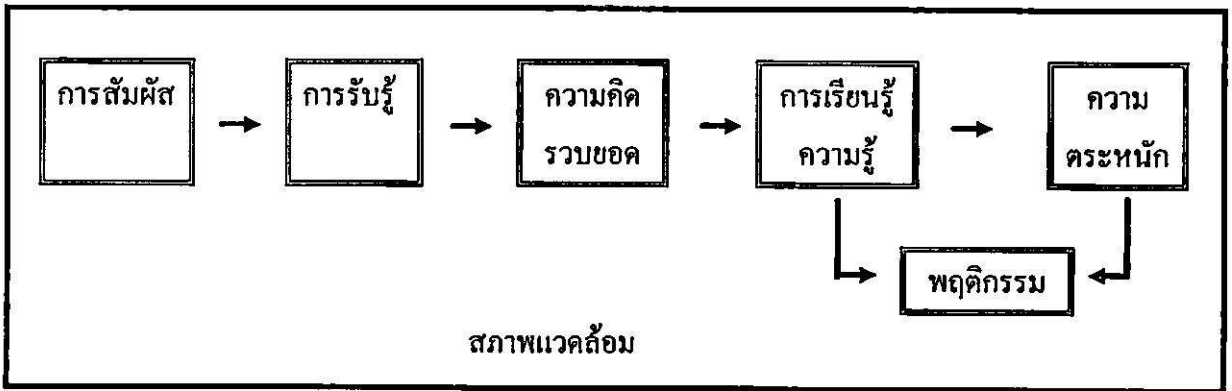 การสัมผัส
การรับรู้
ความคิด
รวบยอด
การเรียนรู้
ความรู้
ความ
ตระหนัก
พฤติกรรม
สภาพแวดล้อม